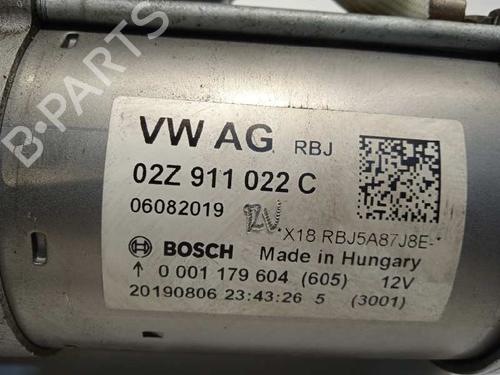 B-PARTS
VW AG RBJ
02Z 911 022 C
06082019
*X18 RBJ5A87J8E-*
BOSCH Made in Hungary
↑ 0 001 179 604 (605) 12V
20190806 23:43:26 5 (3001)